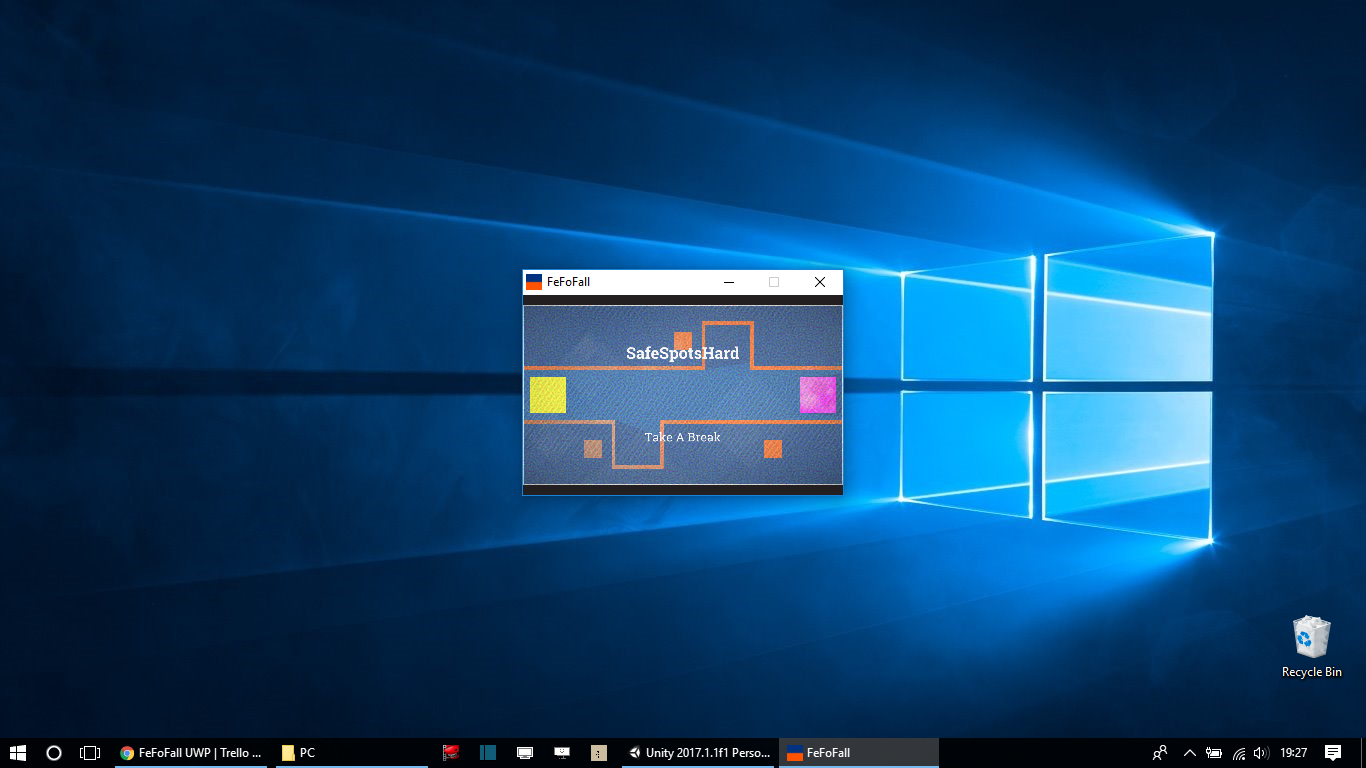 FeFoFall
SafeSpotsHard
Take A Break
Recycle Bin
FeFoFall UWP | Trello ...
PC
Unity 2017.1.1f1 Perso...
FeFoFall
19:27